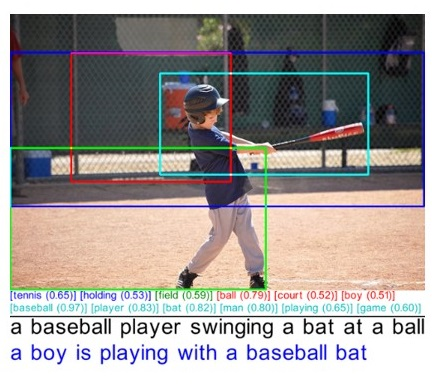 [tennis (0.65)] [holding (0.53)] [field (0.59)] [ball (0.79)] [court (0.52)] [boy (0.51)]
[baseball (0.97)] [player (0.83)] [bat (0.82)] [man (0.80)] [playing (0.65)] [game (0.60)]
a baseball player swinging a bat at a ball
a boy is playing with a baseball bat